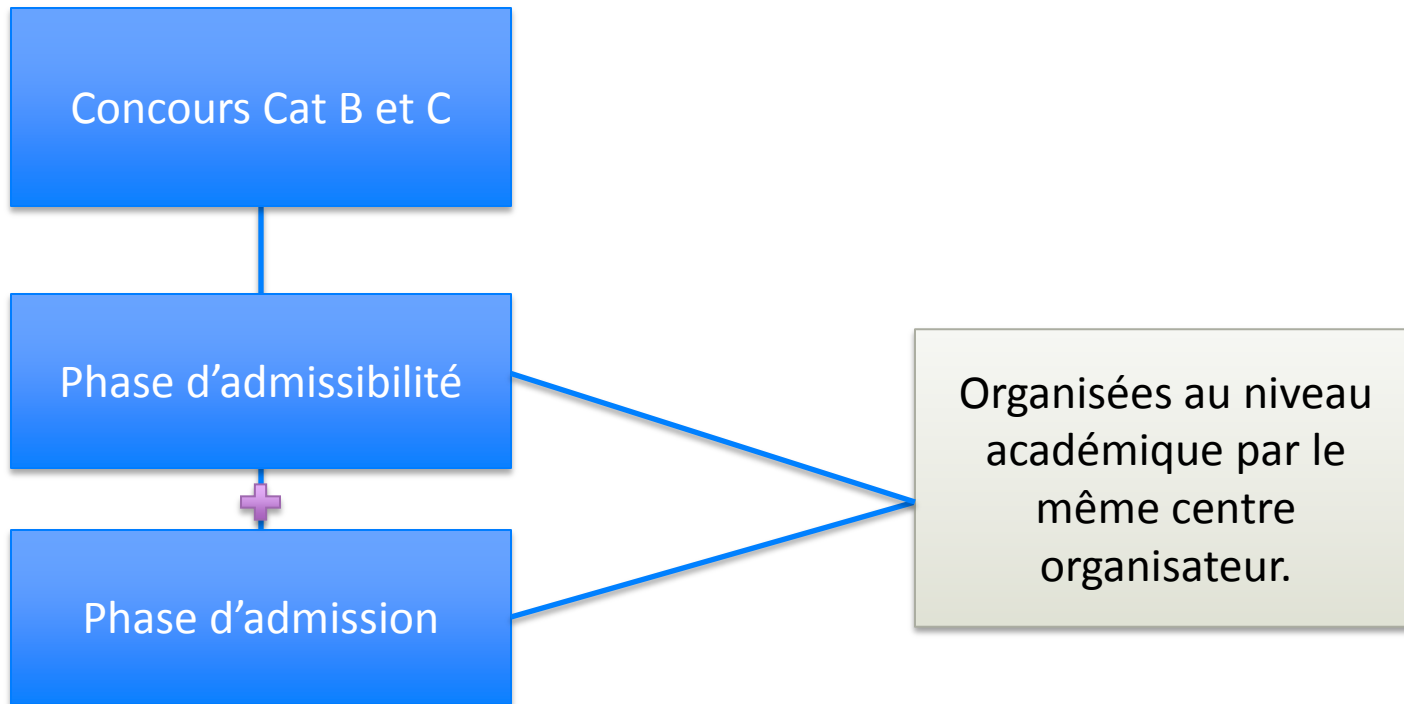 Concours Cat B et C
Phase d’admissibilité
Phase d’admission
Organisées au niveau
académique par le
même centre
organisateur.